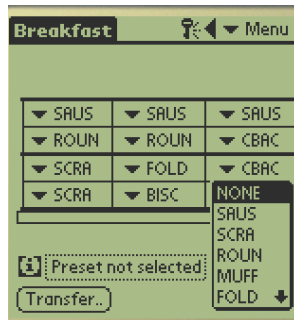 Breakfast Menu
SAUS SAUS SAUS
ROUN ROUN CBAC
SCRA FOLD CBAC
SCRA BISC NONE
SAUS
SCRA
ROUN
Preset not selected MUFF
Transfer.. FOLD